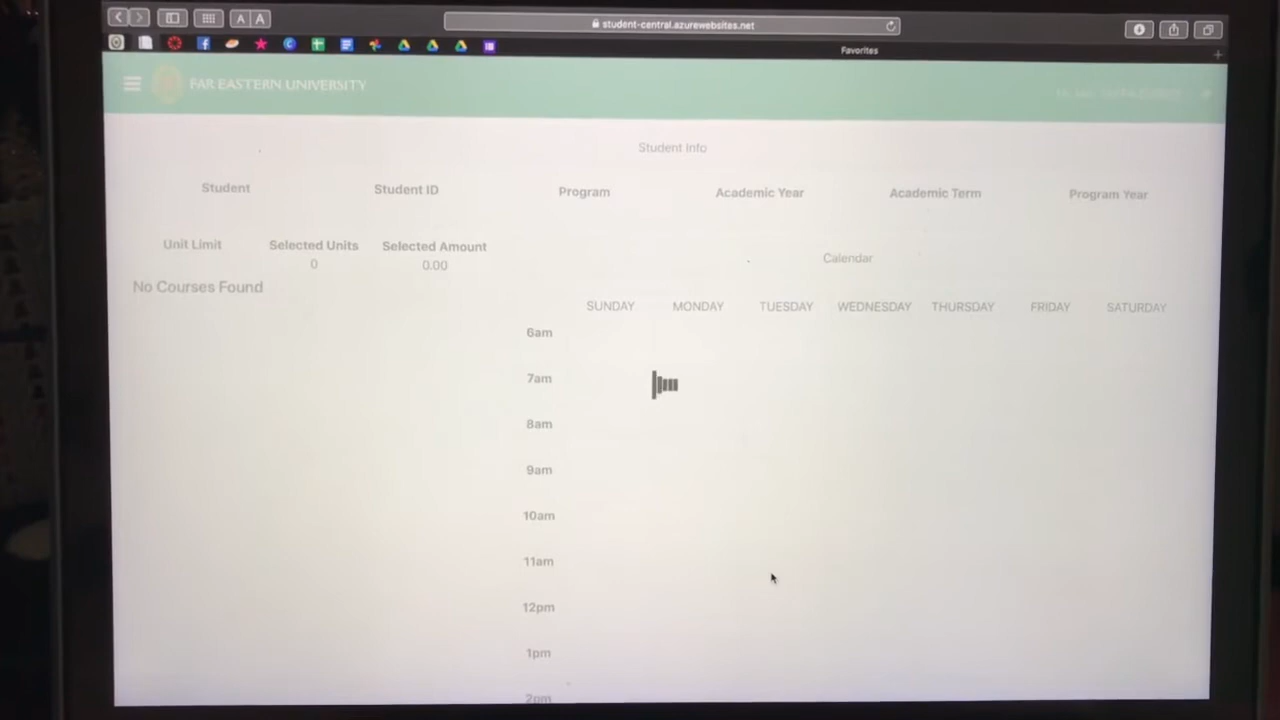 A A
student-central.azurewebsites.net
Favorites
FAR EASTERN UNIVERSITY
Student Info
Student Student ID Program Academic Year Academic Term Program Year
Unit Limit Selected Units Selected Amount
0 0.00
No Courses Found
Calendar
SUNDAY MONDAY TUESDAY WEDNESDAY THURSDAY FRIDAY SATURDAY
6am
7am
8am
9am
10am
11am
12pm
1pm
2pm